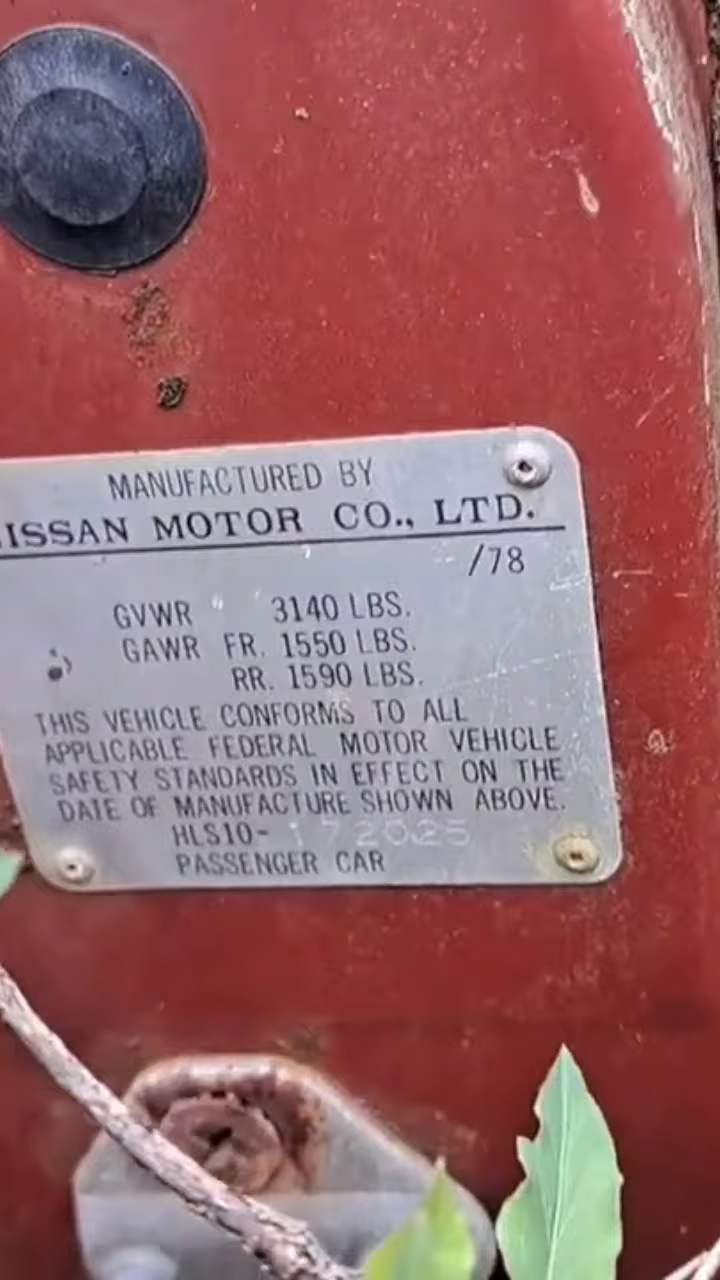 MANUFACTURED BY
ISSAN MOTOR CO., LTD.
/78
GVWR 3140 LBS.
GAWR FR. 1550 LBS.
RR. 1590 LBS.
THIS VEHICLE CONFORMS TO ALL
APPLICABLE FEDERAL MOTOR VEHICLE
SAFETY STANDARDS IN EFFECT ON THE
DATE OF MANUFACTURE SHOWN ABOVE.
HLS10-
PASSENGER CAR